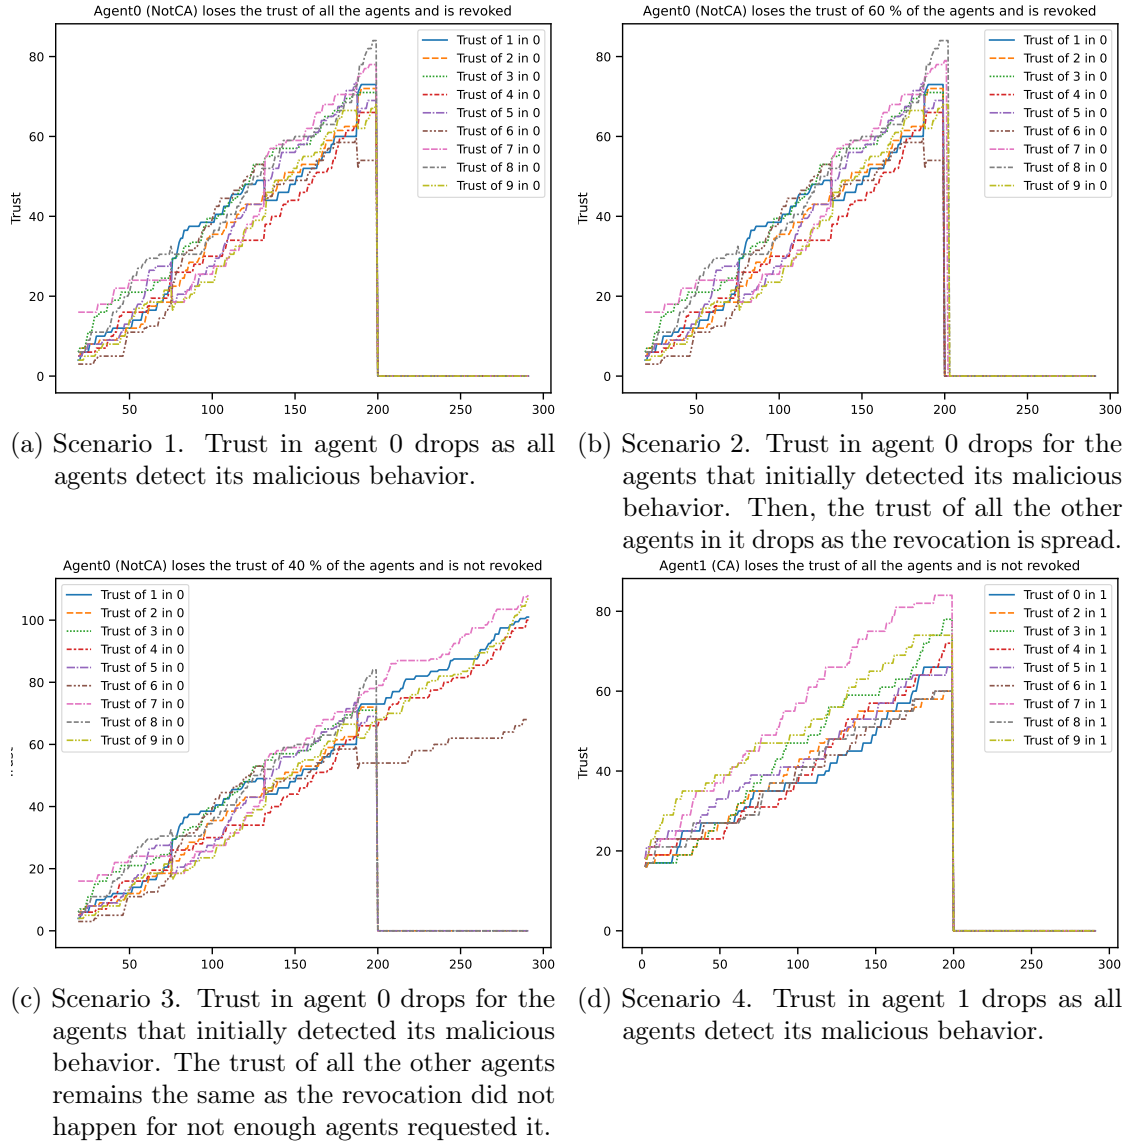 Agent0 (NotCA) loses the trust of all the agents and is revoked
Trust
80
60
40
20
0
50
100
150
200
250
300
Trust of 1 in 0
Trust of 2 in 0
Trust of 3 in 0
Trust of 4 in 0
Trust of 5 in 0
Trust of 6 in 0
Trust of 7 in 0
Trust of 8 in 0
Trust of 9 in 0
(a) Scenario 1. Trust in agent 0 drops as all
agents detect its malicious behavior.
Agent0 (NotCA) loses the trust of 60 % of the agents and is revoked
Trust
80
60
40
20
0
50
100
150
200
250
300
Trust of 1 in 0
Trust of 2 in 0
Trust of 3 in 0
Trust of 4 in 0
Trust of 5 in 0
Trust of 6 in 0
Trust of 7 in 0
Trust of 8 in 0
Trust of 9 in 0
(b) Scenario 2. Trust in agent 0 drops for the
agents that initially detected its malicious
behavior. Then, the trust of all the other
agents in it drops as the revocation is spread.
Agent0 (NotCA) loses the trust of 40 % of the agents and is not revoked
100
80
60
40
20
0
50
100
150
200
250
300
Trust of 1 in 0
Trust of 2 in 0
Trust of 3 in 0
Trust of 4 in 0
Trust of 5 in 0
Trust of 6 in 0
Trust of 7 in 0
Trust of 8 in 0
Trust of 9 in 0
(c) Scenario 3. Trust in agent 0 drops for the
agents that initially detected its malicious
behavior. The trust of all the other agents
remains the same as the revocation did not
happen for not enough agents requested it.
Agent1 (CA) loses the trust of all the agents and is not revoked
Trust
80
60
40
20
0
0
50
100
150
200
250
300
Trust of 0 in 1
Trust of 2 in 1
Trust of 3 in 1
Trust of 4 in 1
Trust of 5 in 1
Trust of 6 in 1
Trust of 7 in 1
Trust of 8 in 1
Trust of 9 in 1
(d) Scenario 4. Trust in agent 1 drops as all
agents detect its malicious behavior.